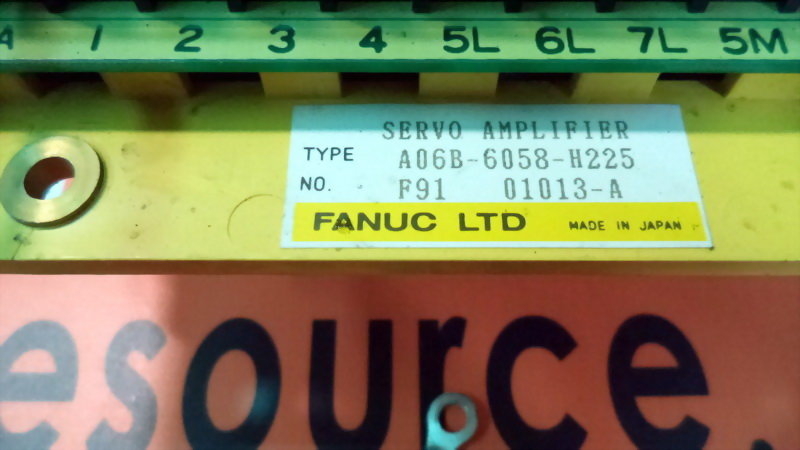 A 1 2 3 4 5L 6L 7L 5M
SERVO AMPLIFIER
TYPE A06B-6058-H225
NO. F91 01013-A
FANUC LTD MADE IN JAPAN
esource.